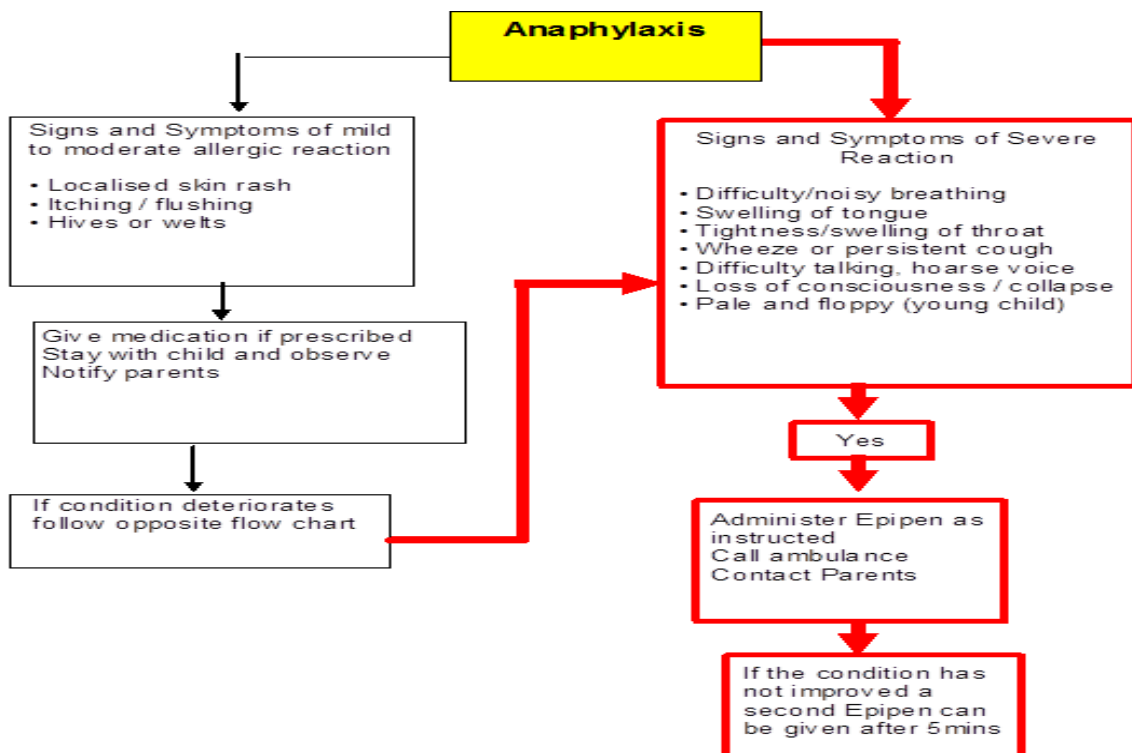 Anaphylaxis
Signs and Symptoms of mild
to moderate allergic reaction
• Localised skin rash
• Itching / flushing
• Hives or welts
Give medication if prescribed
Stay with child and observe
Notify parents
If condition deteriorates
follow opposite flow chart
Signs and Symptoms of Severe
Reaction
• Difficulty/noisy breathing
• Swelling of tongue
• Tightness/swelling of throat
• Wheeze or persistent cough
• Difficulty talking, hoarse voice
• Loss of consciousness / collapse
• Pale and floppy (young child)
Yes
Administer Epipen as
instructed
Call ambulance
Contact Parents
If the condition has
not improved a
second Epipen can
be given after 5mins